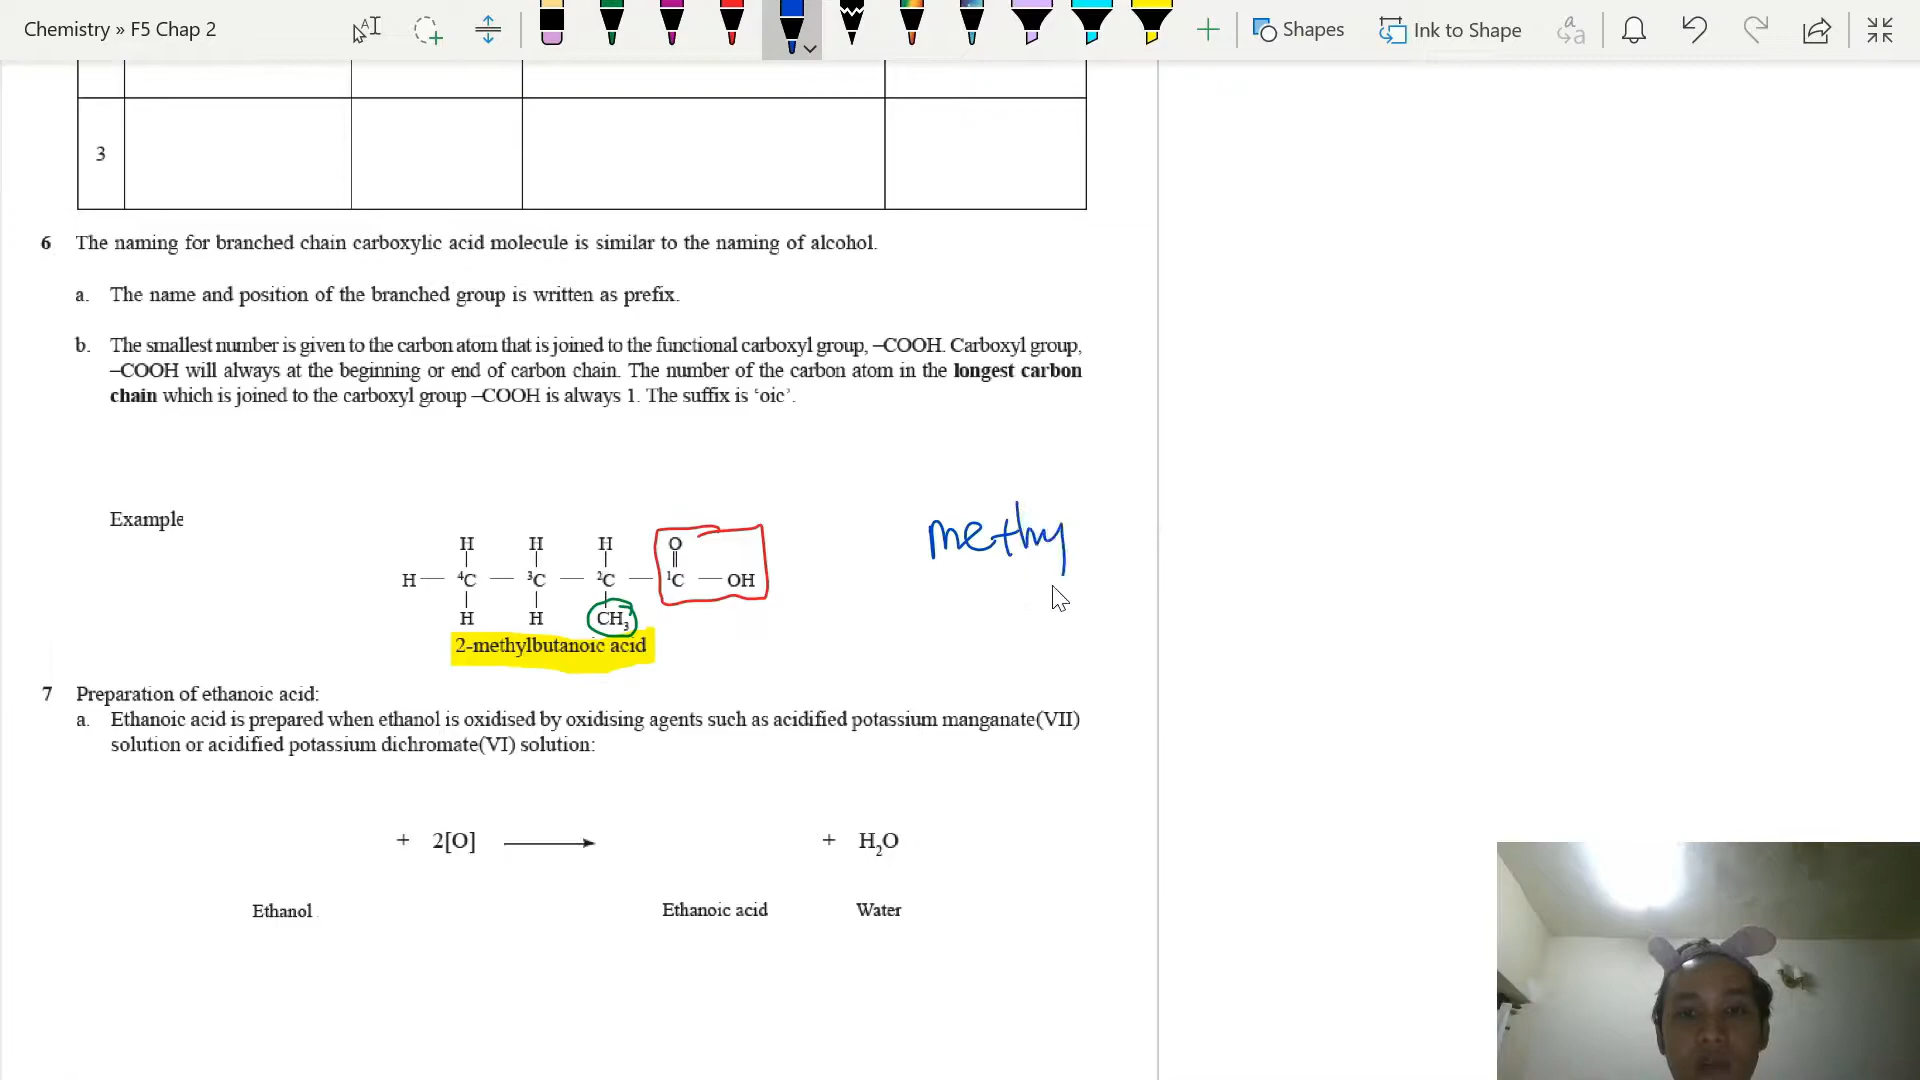 Chemistry » F5 Chap 2
Shapes
Ink to Shape
3
6 The naming for branched chain carboxylic acid molecule is similar to the naming of alcohol.
a. The name and position of the branched group is written as prefix.
b. The smallest number is given to the carbon atom that is joined to the functional carboxyl group, –COOH. Carboxyl group,
–COOH will always at the beginning or end of carbon chain. The number of the carbon atom in the longest carbon
chain which is joined to the carboxyl group –COOH is always 1. The suffix is ‘oic’.
Example
methy
H H H O
H — ⁴C — ³C — ²C — ¹C — OH
H H CH₃
2-methylbutanoic acid
7 Preparation of ethanoic acid:
a. Ethanoic acid is prepared when ethanol is oxidised by oxidising agents such as acidified potassium manganate(VII)
solution or acidified potassium dichromate(VI) solution:
+ 2[O] → + H₂O
Ethanol Ethanoic acid Water